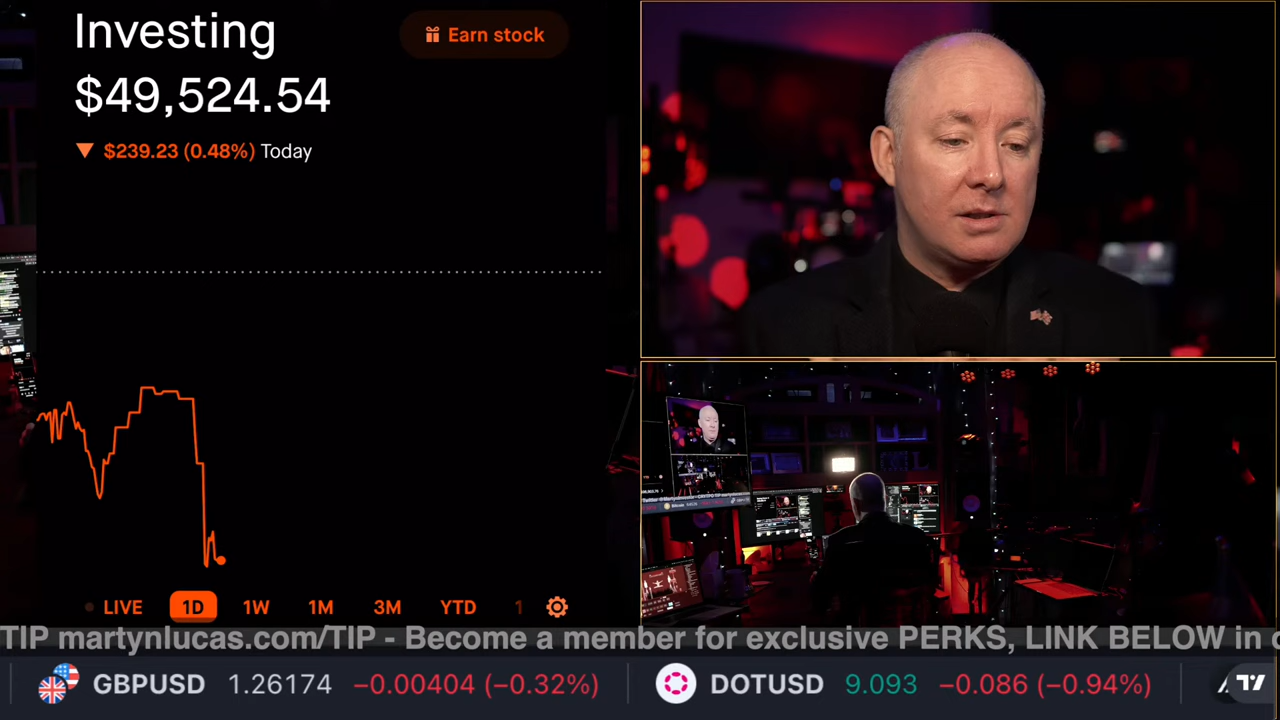 Investing
Earn stock
$49,524.54
▼ $239.23 (0.48%) Today
LIVE 1D 1W 1M 3M YTD 1
TIP martynlucas.com/TIP - Become a member for exclusive PERKS, LINK BELOW in
GBPUSD 1.26174 −0.00404 (−0.32%) DOTUSD 9.093 −0.086 (−0.94%)